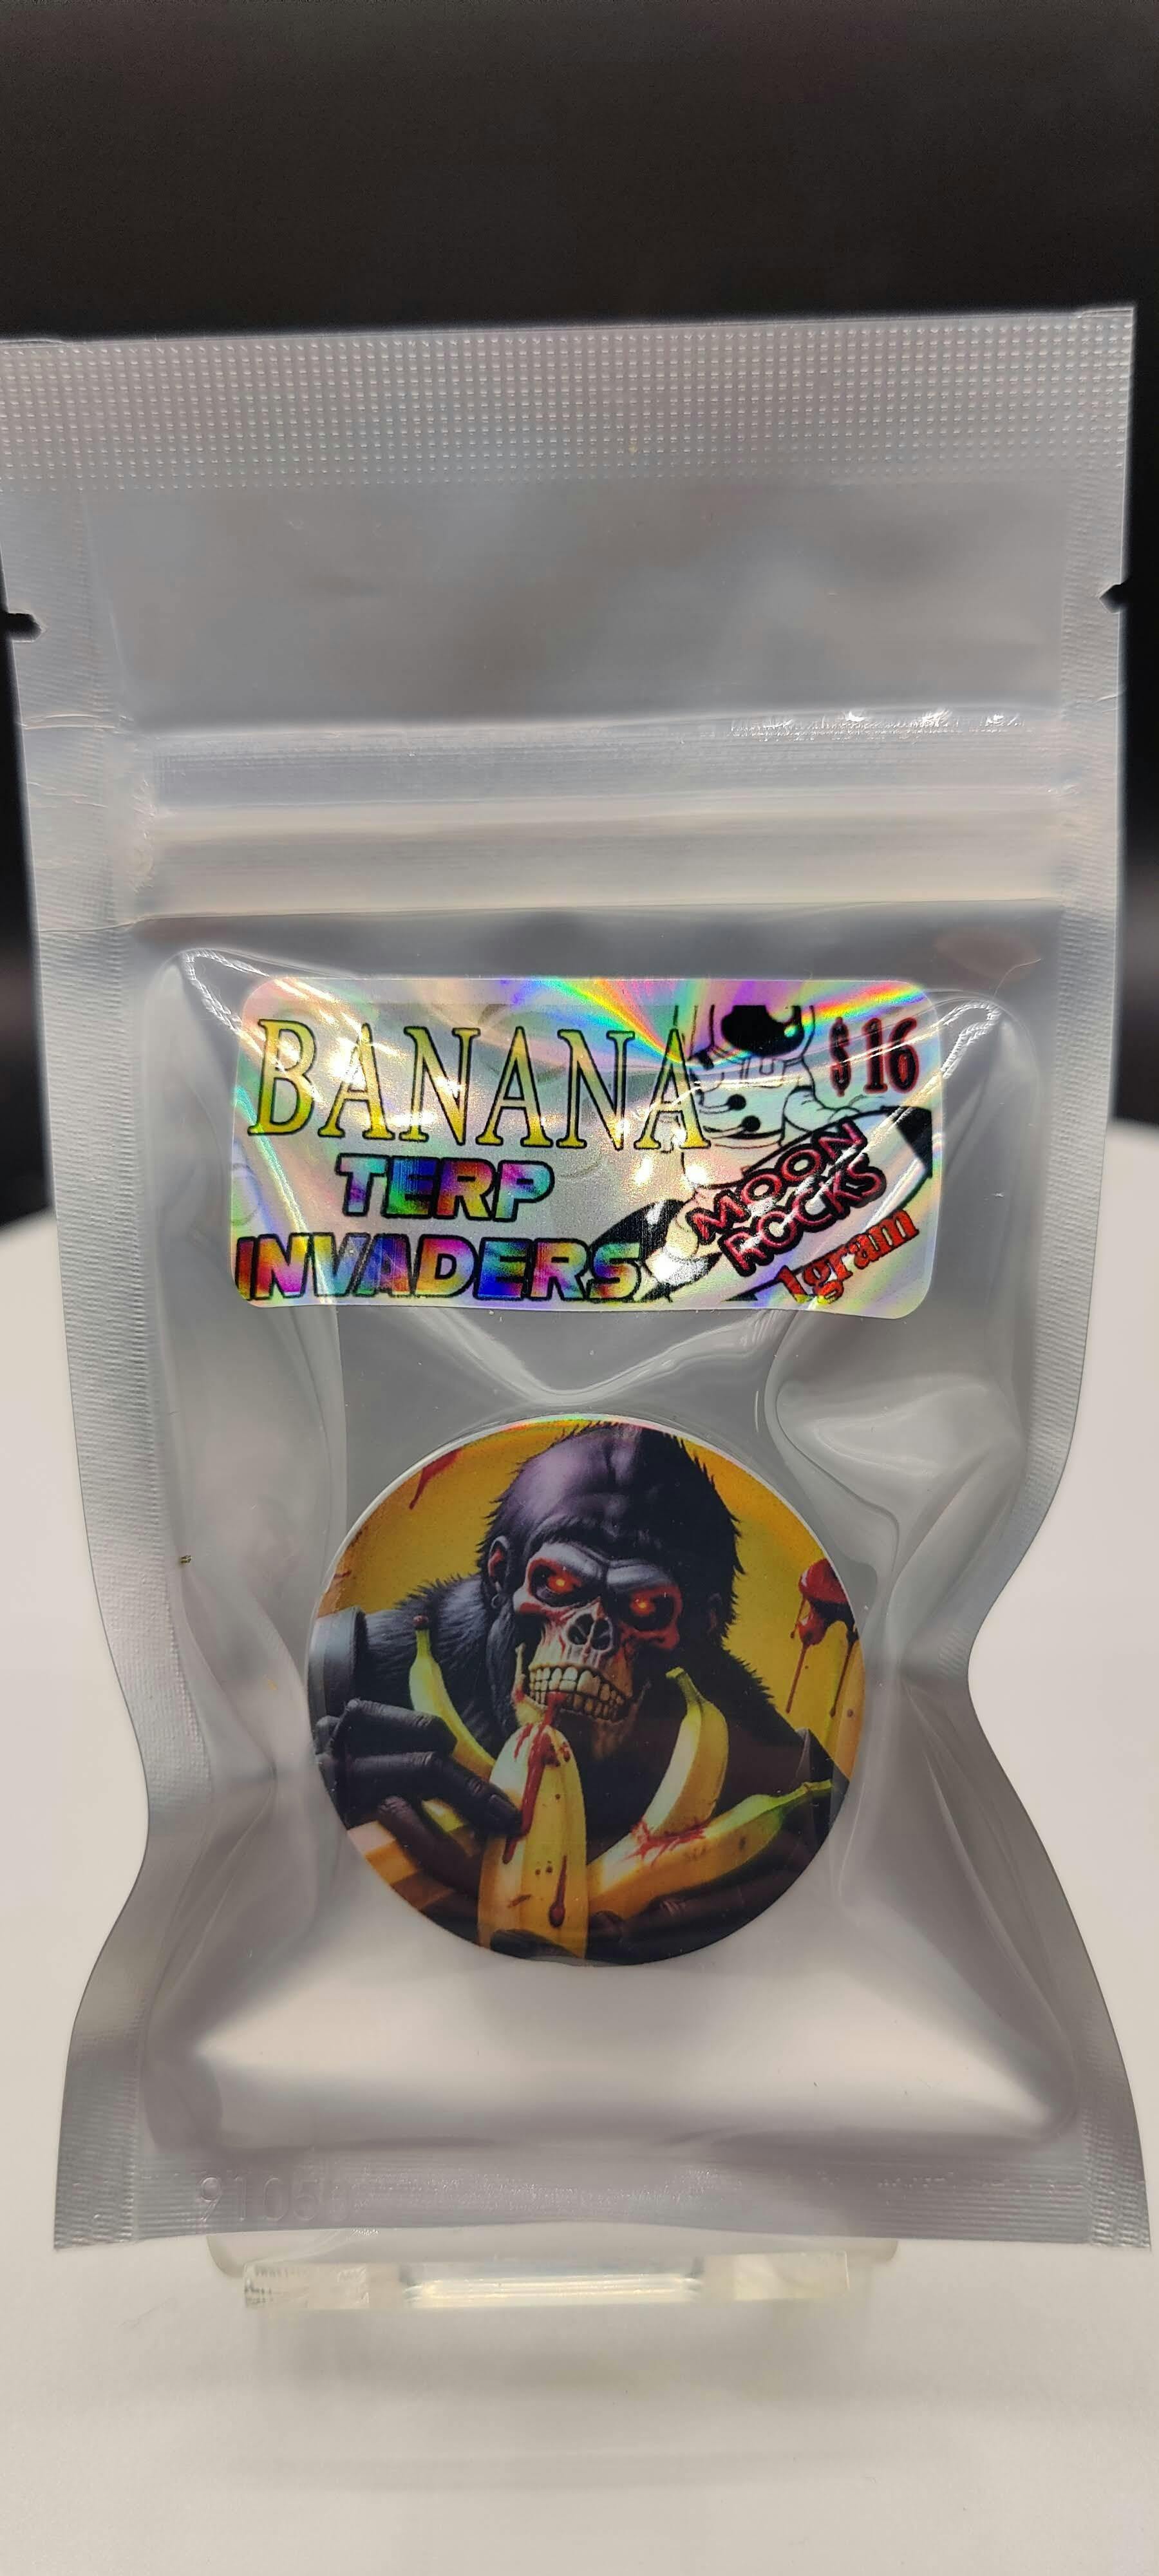 BANANA
$16
TERP
INVADERS
MOON
ROCKS
1gram